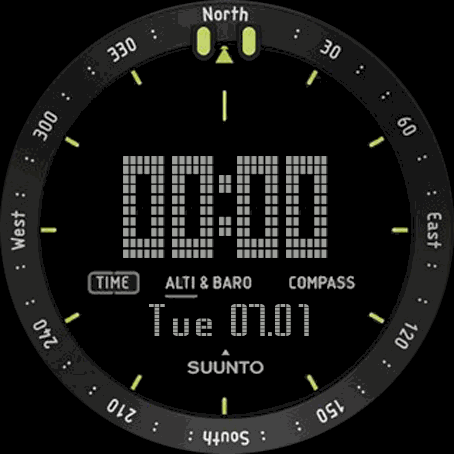 North
330
30
300
60
00:00
West
East
TIME ALTI & BARO COMPASS
Tue 07.07
SUUNTO
240
120
210
150
South